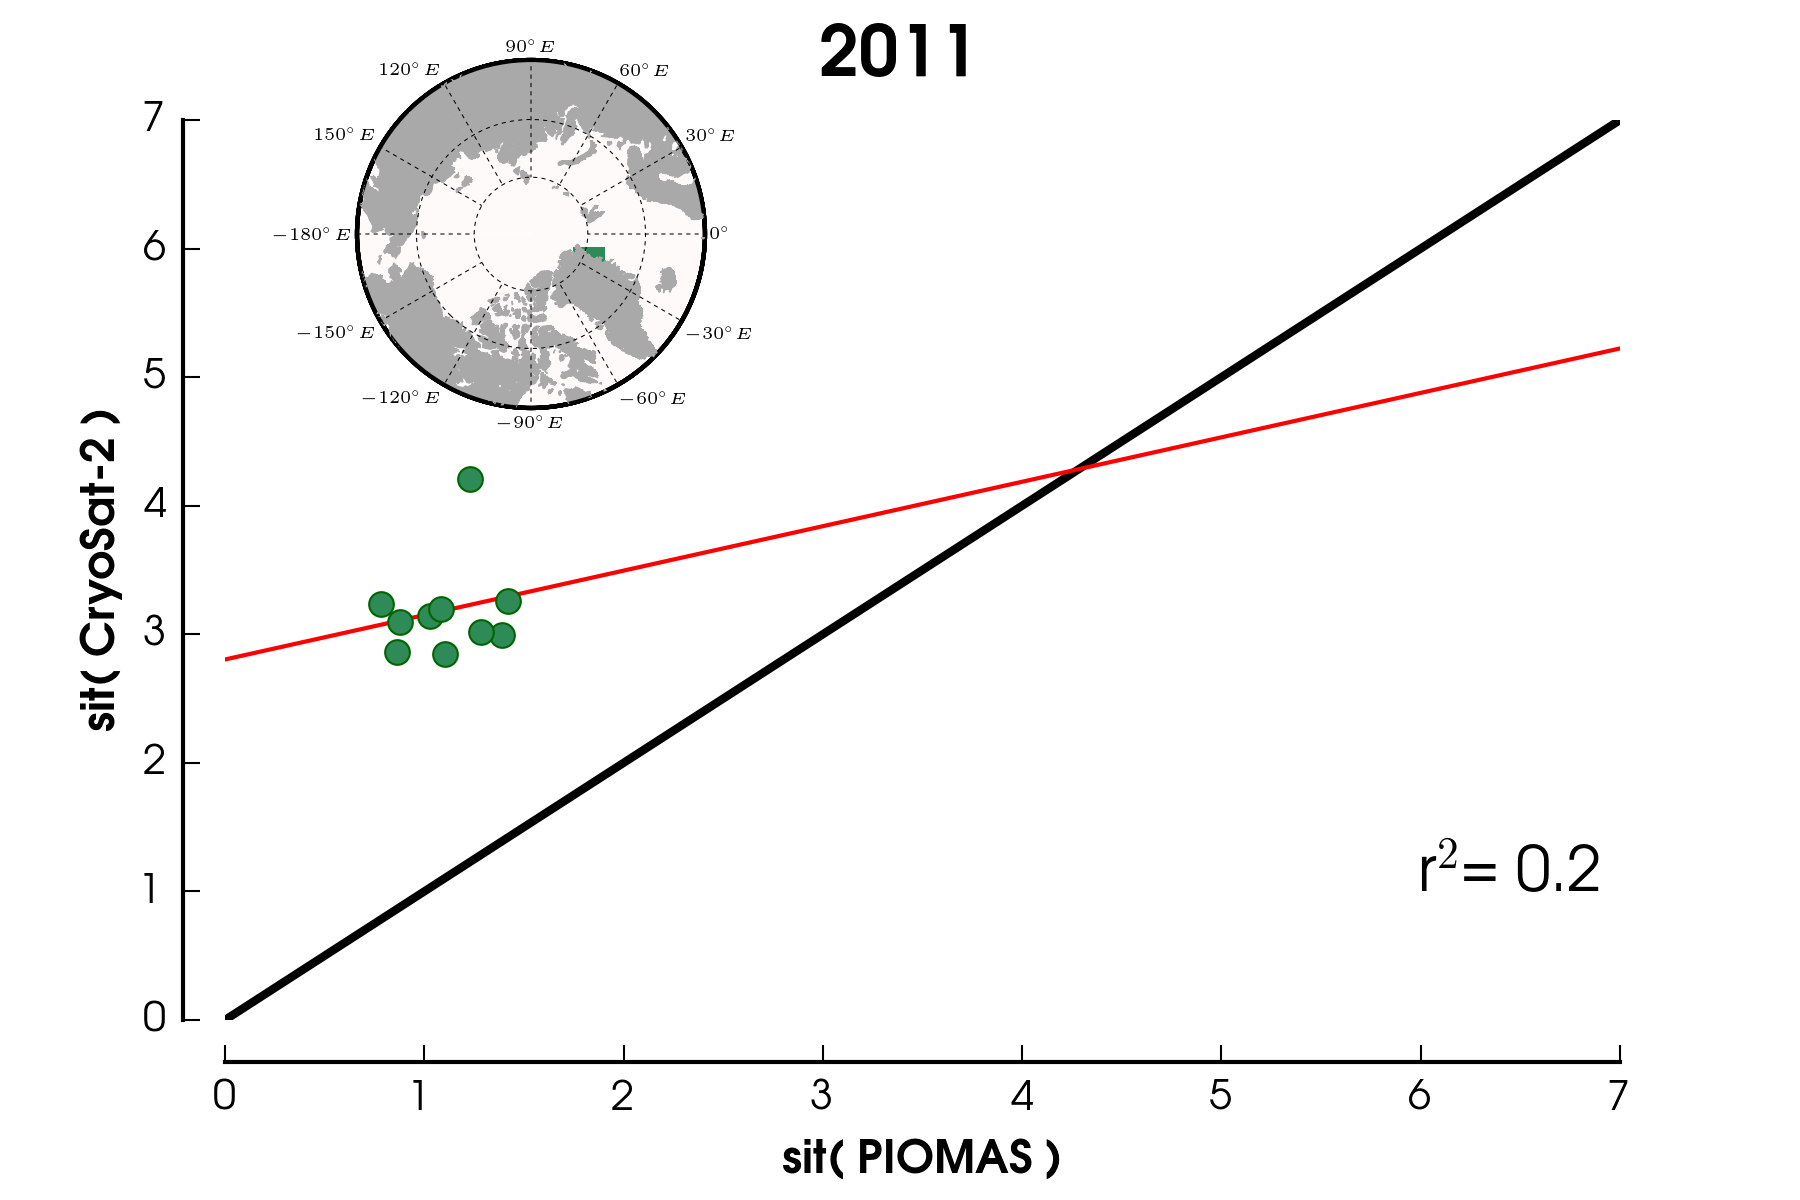 2011
90° E
120° E
60° E
150° E
30° E
−180° E
0°
−150° E
−30° E
−120° E
−60° E
−90° E
7
6
5
4
3
2
1
0
sit( CryoSat-2 )
r²= 0.2
0 1 2 3 4 5 6 7
sit( PIOMAS )